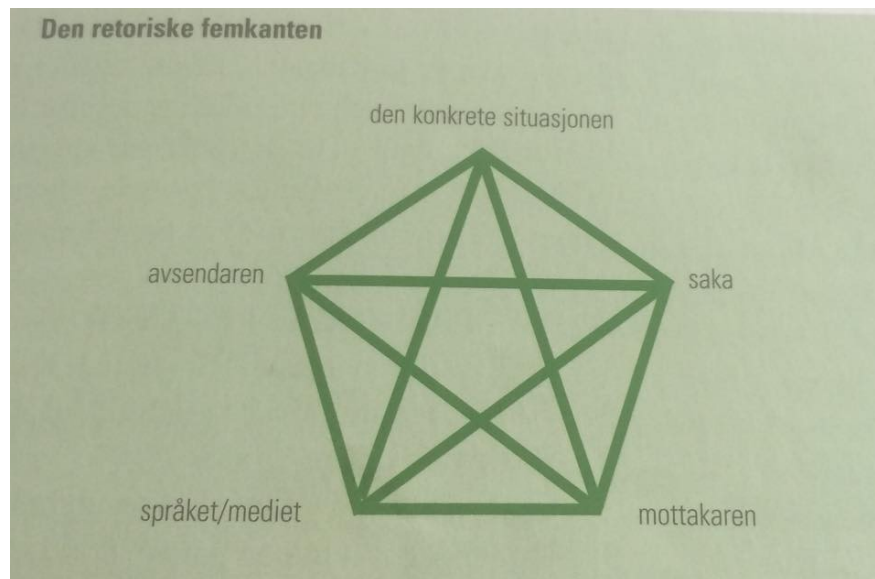 Den retoriske femkanten
den konkrete situasjonen
avsendaren
saka
språket/mediet
mottakaren